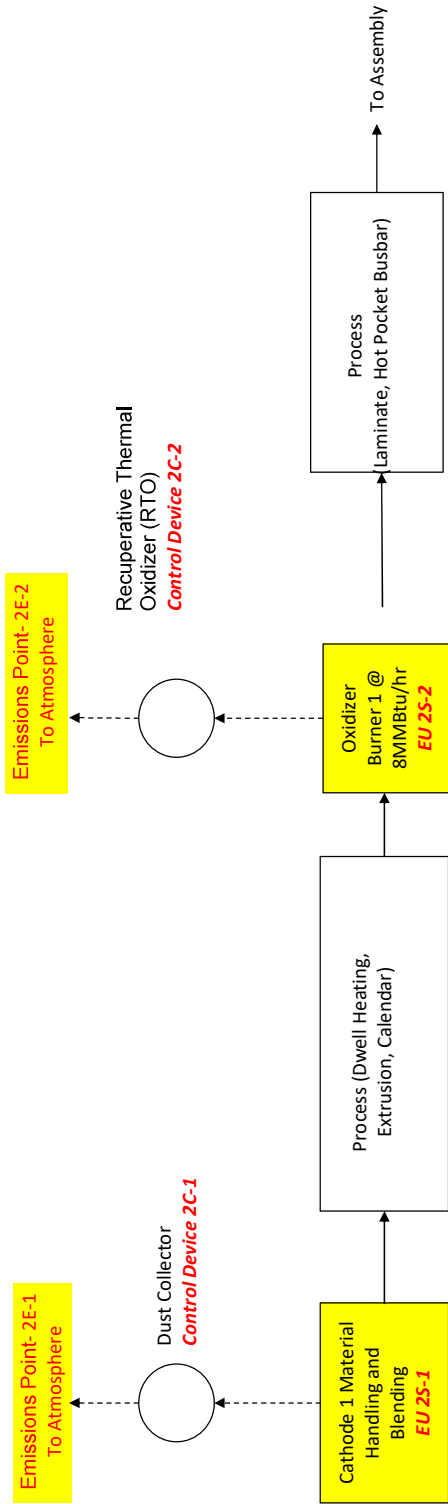 Emissions Point- 2E-1
To Atmosphere
Dust Collector
Control Device 2C-1
Cathode 1 Material
Handling and
Blending
EU 2S-1
Process (Dwell Heating,
Extrusion, Calendar)
Emissions Point- 2E-2
To Atmosphere
Recuperative Thermal
Oxidizer (RTO)
Control Device 2C-2
Oxidizer
Burner 1 @
8MMBtu/hr
EU 2S-2
Process
(Laminate, Hot Pocket Busbar)
To Assembly